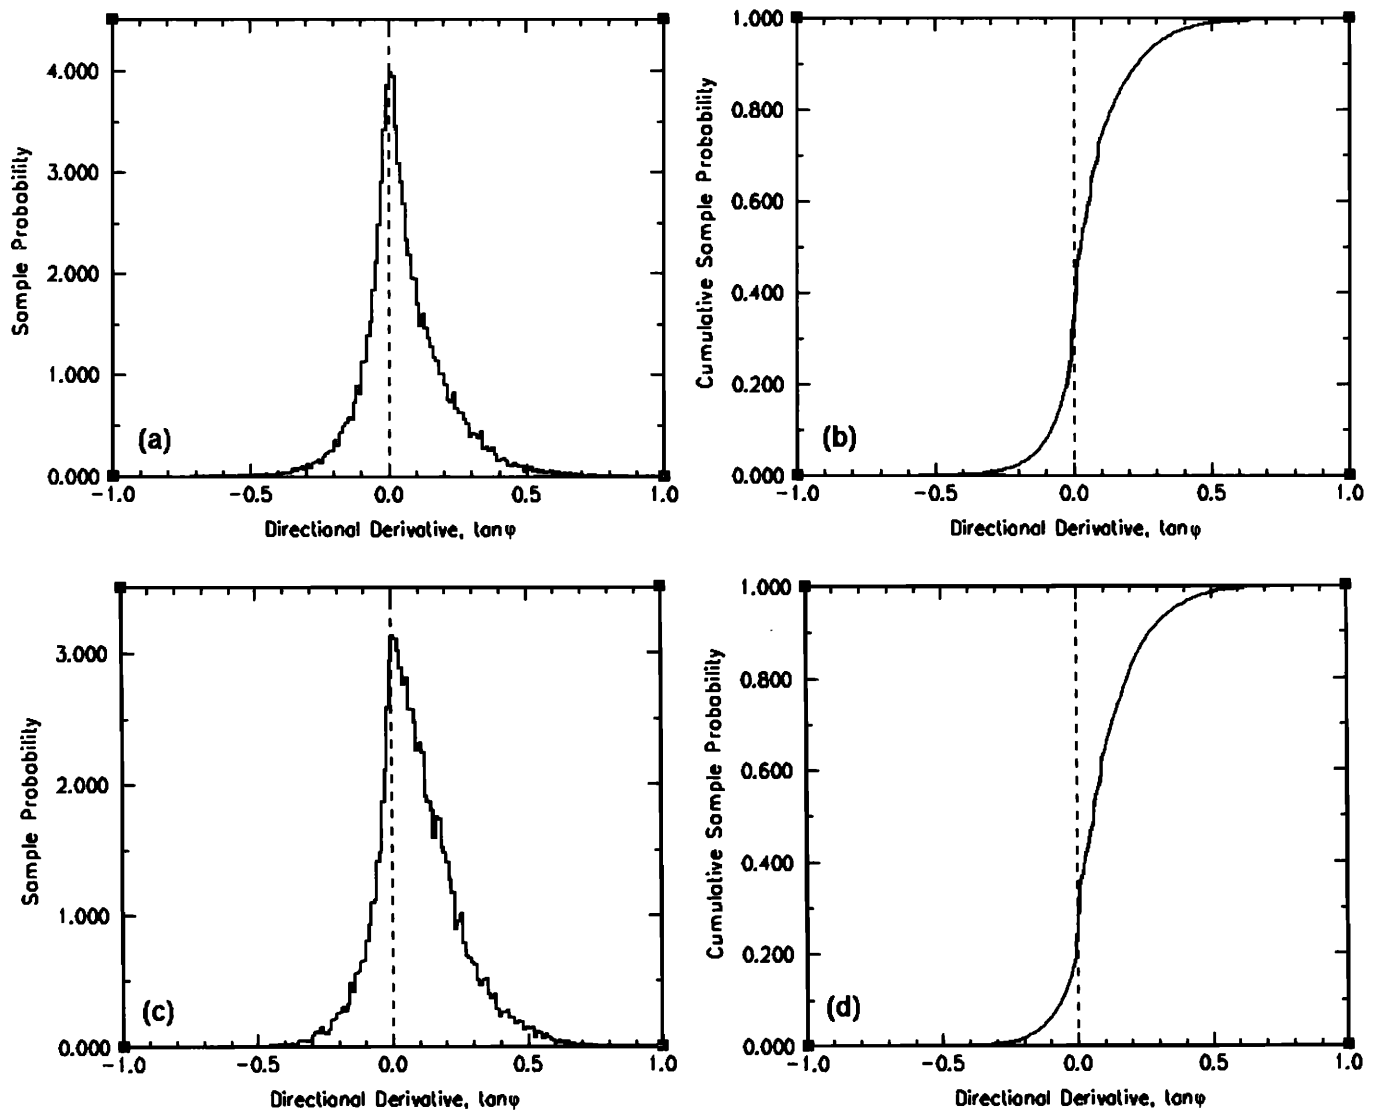 4.000
3.000
2.000
1.000
0.000
Sample Probability
(a)
-1.0 -0.5 0.0 0.5 1.0
Directional Derivative, tanφ
1.000
0.800
0.600
0.400
0.200
0.000
Cumulative Sample Probability
(b)
-1.0 -0.5 0.0 0.5 1.0
Directional Derivative, tanφ
3.000
2.000
1.000
0.000
Sample Probability
(c)
-1.0 -0.5 0.0 0.5 1.0
Directional Derivative, tanφ
1.000
0.800
0.600
0.400
0.200
0.000
Cumulative Sample Probability
(d)
-1.0 -0.5 0.0 0.5 1.0
Directional Derivative, tanφ